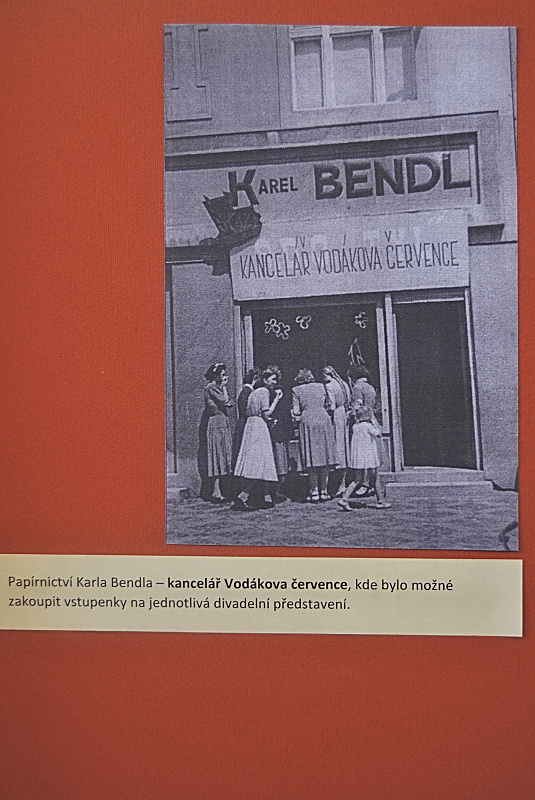 KAREL BENDL
KANCELÁŘ VODÁKOVA ČERVENCE
Papírnictví Karla Bendla – kancelář Vodákova července, kde bylo možné
zakoupit vstupenky na jednotlivá divadelní představení.